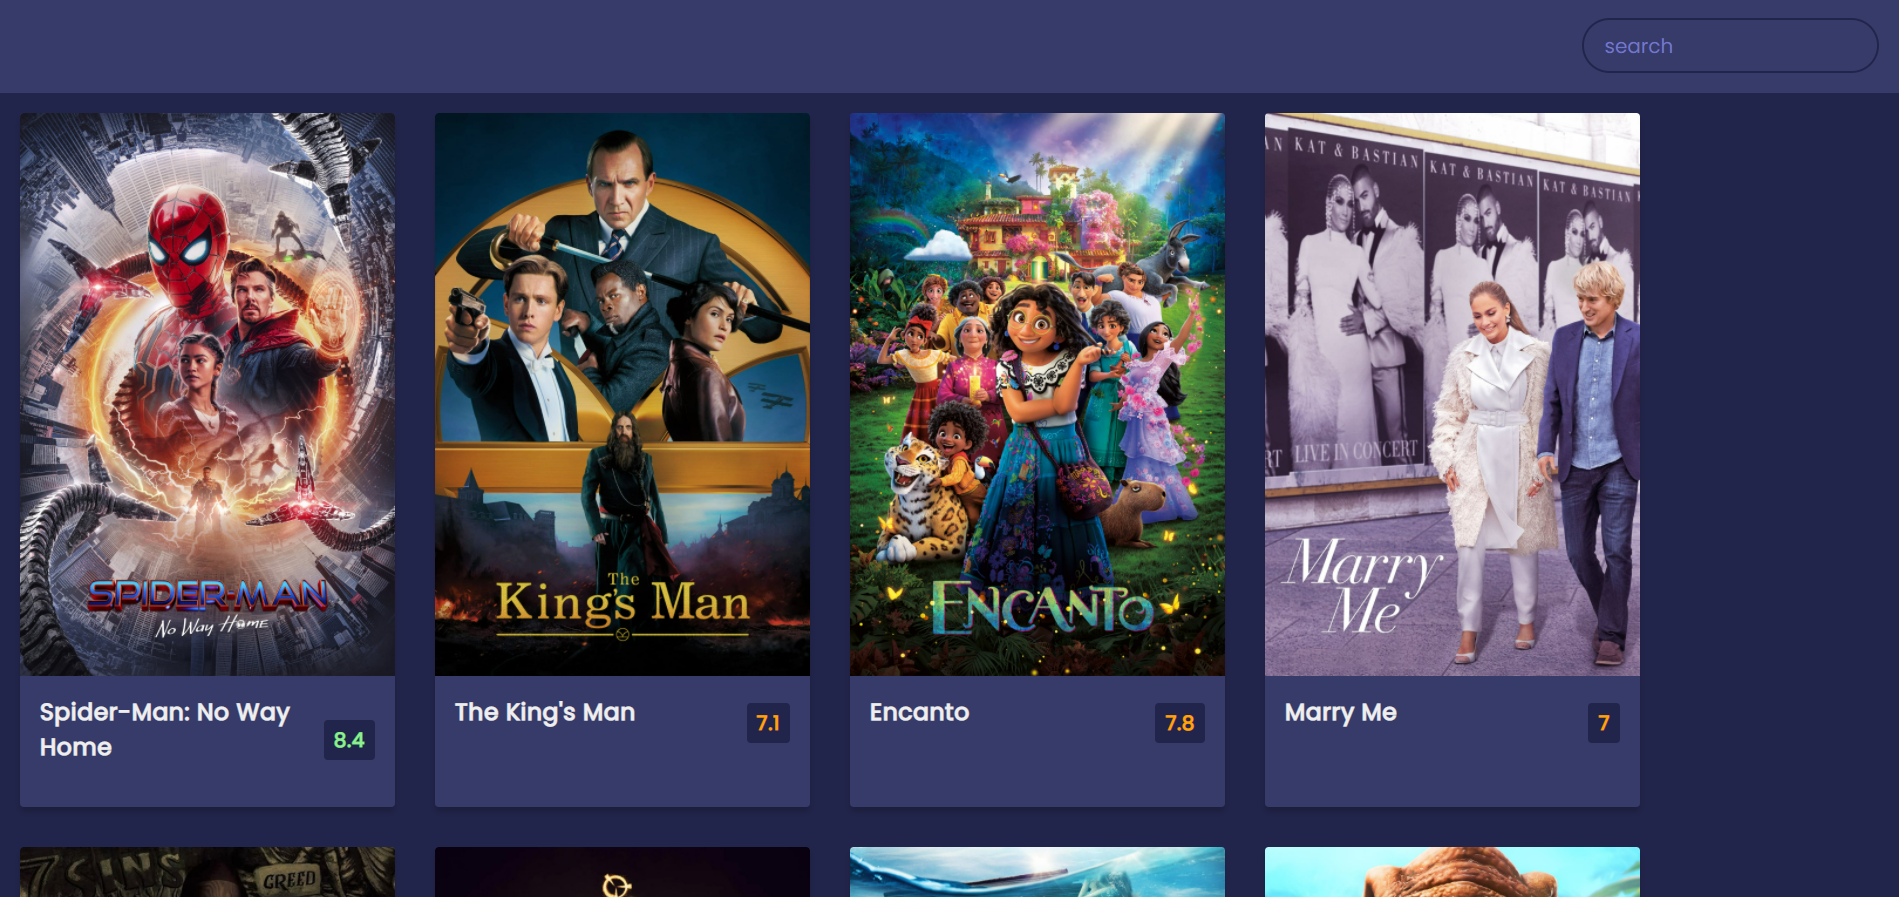 search
AN
KAT & BASTIAN
KAT & BASTIAN
KAT & BASTIAN
RT
LIVE IN CONCERT
SPIDER-MAN
No Way Home
The
King's Man
ENCANTO
Marry
Me
Spider-Man: No Way
Home
8.4
The King's Man
7.1
Encanto
7.8
Marry Me
7
7 SINS
GREED